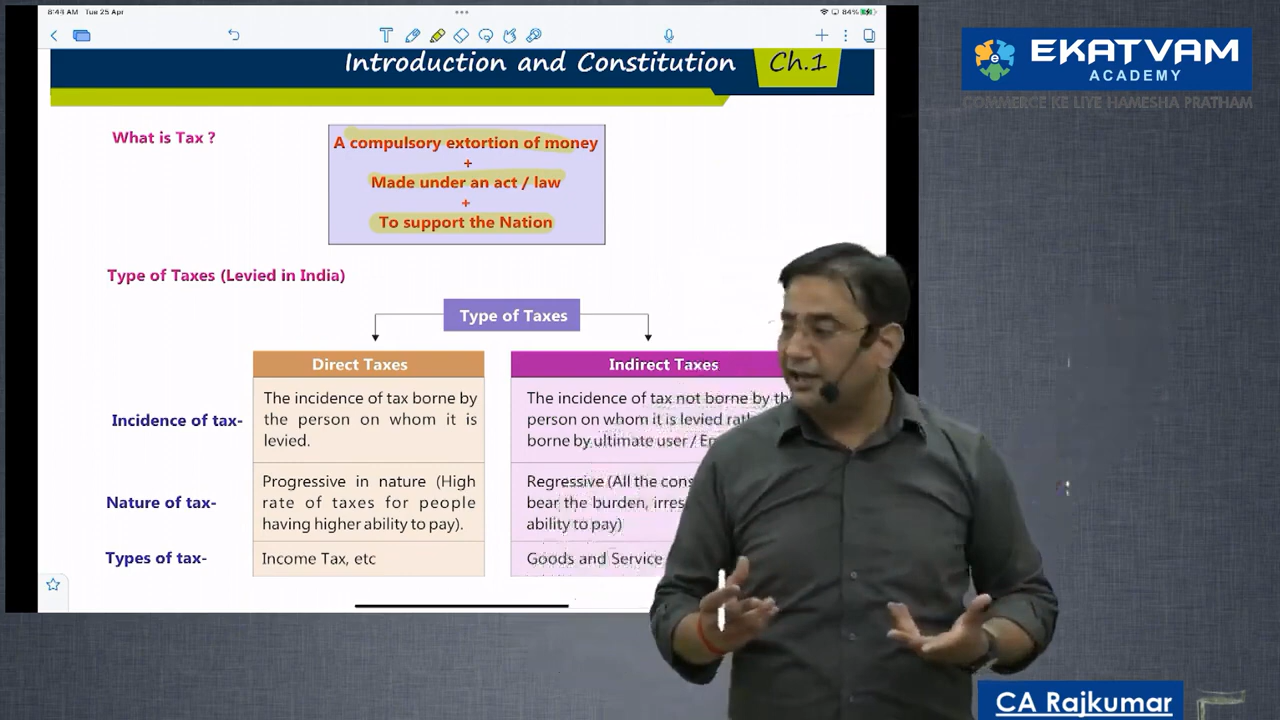 8:43 AM Tue 25 Apr
84%
EKATVAM
ACADEMY
COMMERCE KE LIYE HAMESHA PRATHAM
Introduction and Constitution Ch.1
What is Tax ?
A compulsory extortion of money
+
Made under an act / law
+
To support the Nation
Type of Taxes (Levied in India)
Type of Taxes
Direct Taxes
Indirect Taxes
Incidence of tax-
The incidence of tax borne by
the person on whom it is
levied.
The incidence of tax not borne by
person on whom it is levied
borne by ultimate user /
Nature of tax-
Progressive in nature (High
rate of taxes for people
having higher ability to pay).
Regressive (All the
bear the burden,
ability to pay)
Types of tax-
Income Tax, etc
Goods and Service
CA Rajkumar